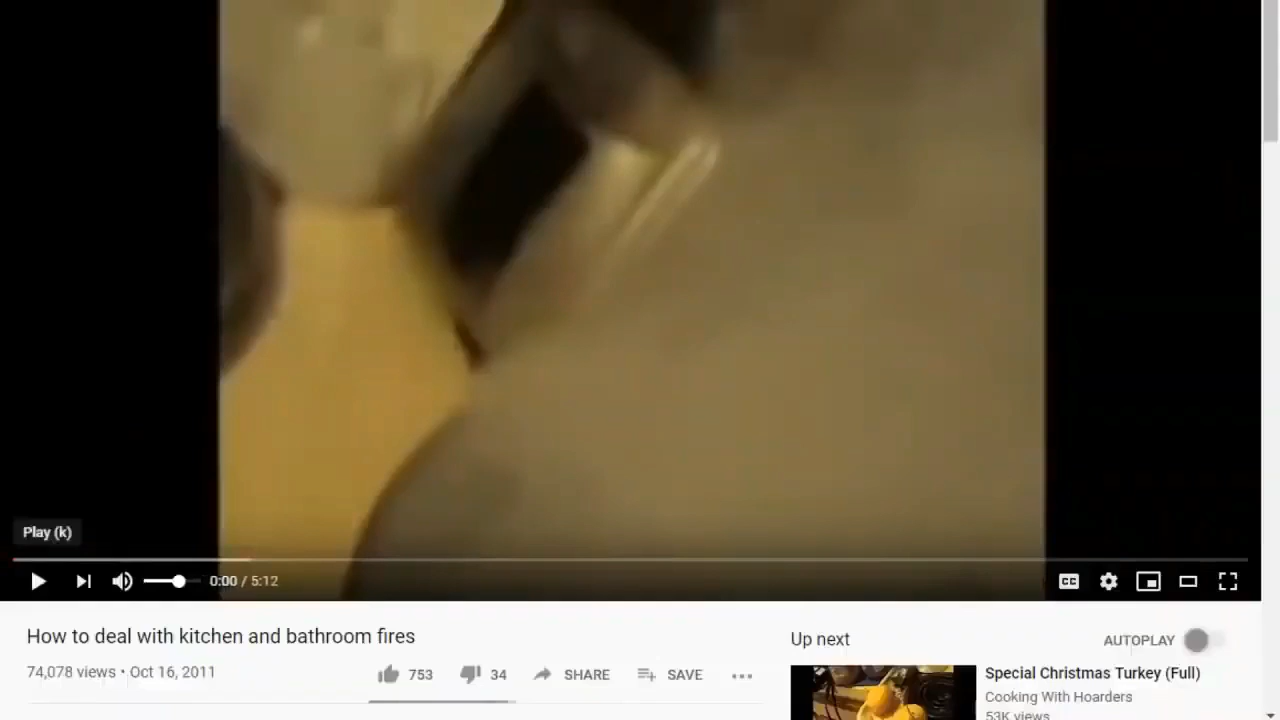 Play (k)
0:00 / 5:12
CC
How to deal with kitchen and bathroom fires
74,078 views • Oct 16, 2011
753
34
SHARE
SAVE
Up next
AUTOPLAY
Special Christmas Turkey (Full)
Cooking With Hoarders
53K views